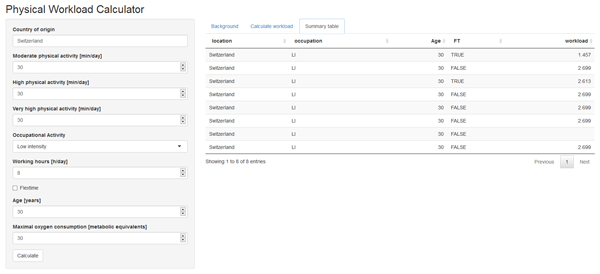 Physical Workload Calculator
Country of origin
Switzerland
Moderate physical activity [min/day]
30
High physical activity [min/day]
30
Very high physical activity [min/day]
30
Occupational Activity
Low intensity
Working hours [h/day]
8
Flextime
Age [years]
30
Maximal oxygen consumption [metabolic equivalents]
30
Calculate
Background Calculate workload Summary table
location occupation Age FT workload
Switzerland LI 30 TRUE 1.457
Switzerland LI 30 FALSE 2.699
Switzerland LI 30 TRUE 2.613
Switzerland LI 30 FALSE 2.699
Switzerland LI 30 FALSE 2.699
Switzerland LI 30 FALSE 2.699
Switzerland LI 30 FALSE
Switzerland LI 30 FALSE 2.699
Showing 1 to 8 of 8 entries
Previous 1 Next